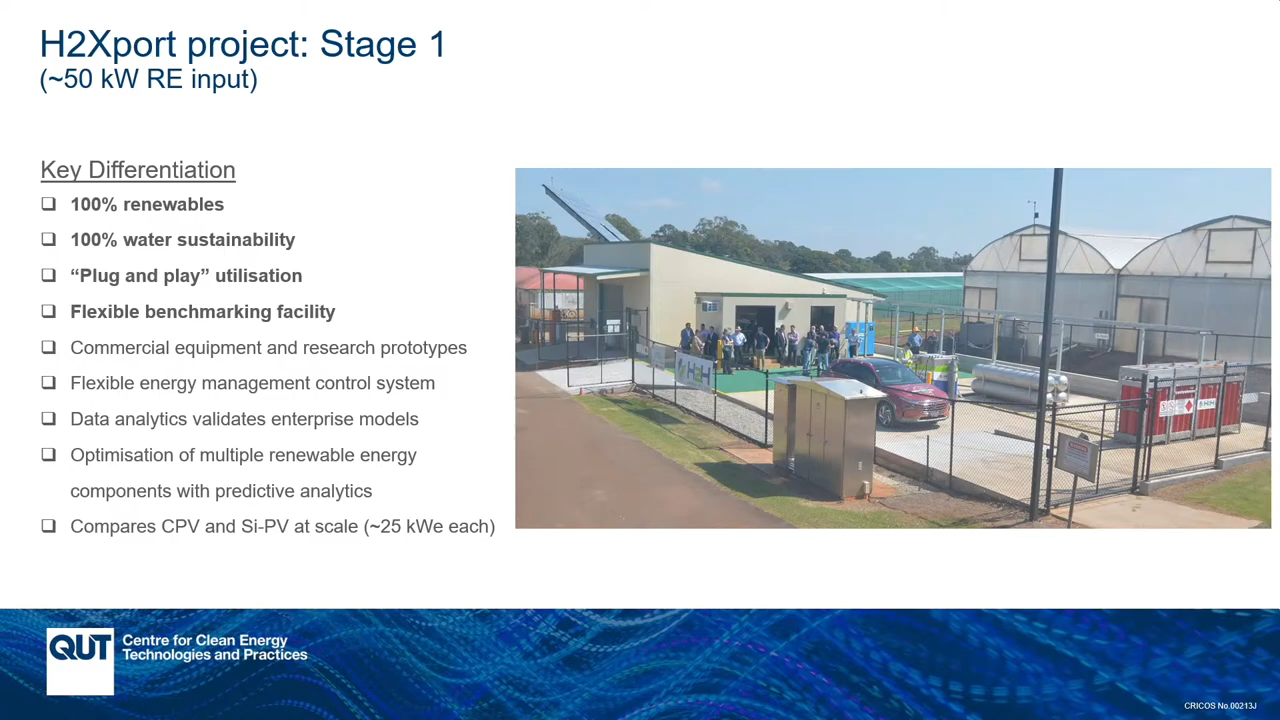 H2Xport project: Stage 1
(~50 kW RE input)
Key Differentiation
❑ 100% renewables
❑ 100% water sustainability
❑ “Plug and play” utilisation
❑ Flexible benchmarking facility
❑ Commercial equipment and research prototypes
❑ Flexible energy management control system
❑ Data analytics validates enterprise models
❑ Optimisation of multiple renewable energy
components with predictive analytics
❑ Compares CPV and Si-PV at scale (~25 kWe each)
QUT
Centre for Clean Energy
Technologies and Practices
CRICOS No.00213J